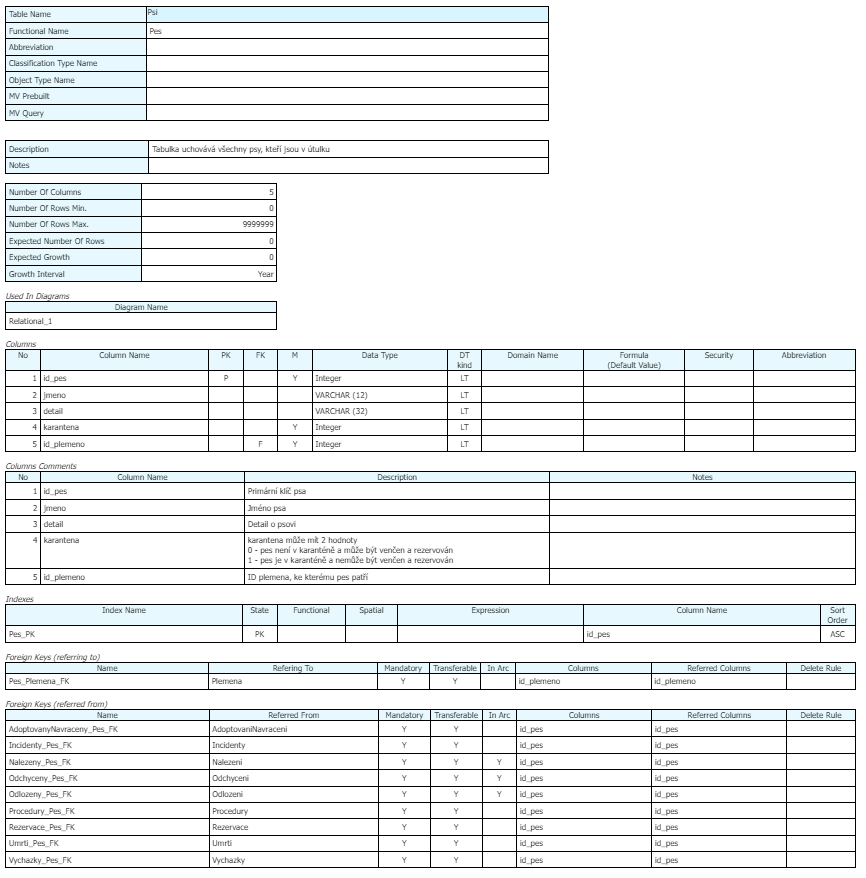 Table Name Psi
Functional Name Pes
Abbreviation
Classification Type Name
Object Type Name
MV Prebuilt
MV Query
Description Tabulka uchovává všechny psy, kteří jsou v útulku
Notes
Number Of Columns 5
Number Of Rows Min. 0
Number Of Rows Max. 9999999
Expected Number Of Rows 0
Expected Growth 0
Growth Interval Year
Used In Diagrams
Diagram Name
Relational_1
Columns
No Column Name PK FK M Data Type DT kind Domain Name Formula (Default Value) Security Abbreviation
1 id_pes P Y Integer LT
2 jmeno VARCHAR (12) LT
3 detail VARCHAR (32) LT
4 karantena Y Integer LT
5 id_plemeno F Y Integer LT
Columns Comments
No Column Name Description Notes
1 id_pes Primární klíč psa
2 jmeno Jméno psa
3 detail Detail o psovi
4 karantena karantena může mít 2 hodnoty
0 - pes není v karanténě a může být venčen a rezervován
1 - pes je v karanténě a nemůže být venčen a rezervován
5 id_plemeno ID plemena, ke kterému pes patří
Indexes
Index Name State Functional Spatial Expression Column Name Sort Order
Pes_PK PK id_pes ASC
Foreign Keys (referring to)
Name Refering To Mandatory Transferable In Arc Columns Referred Columns Delete Rule
Pes_Plemena_FK Plemena Y Y id_plemeno id_plemeno
Foreign Keys (referred from)
Name Referred From Mandatory Transferable In Arc Columns Referred Columns Delete Rule
AdoptovanyNavraceny_Pes_FK AdoptovaniNavraceni Y Y id_pes id_pes
Incidenty_Pes_FK Incidenty Y Y id_pes id_pes
Nalezeny_Pes_FK Nalezeni Y Y Y id_pes id_pes
Odchyceny_Pes_FK Odchyceni Y Y Y id_pes id_pes
Odlozeny_Pes_FK Odlozeni Y Y Y id_pes id_pes
Procedury_Pes_FK Procedury Y Y id_pes id_pes
Rezervace_Pes_FK Rezervace Y Y id_pes id_pes
Umrti_Pes_FK Umrti Y Y id_pes id_pes
Vychazky_Pes_FK Vychazky Y Y id_pes id_pes